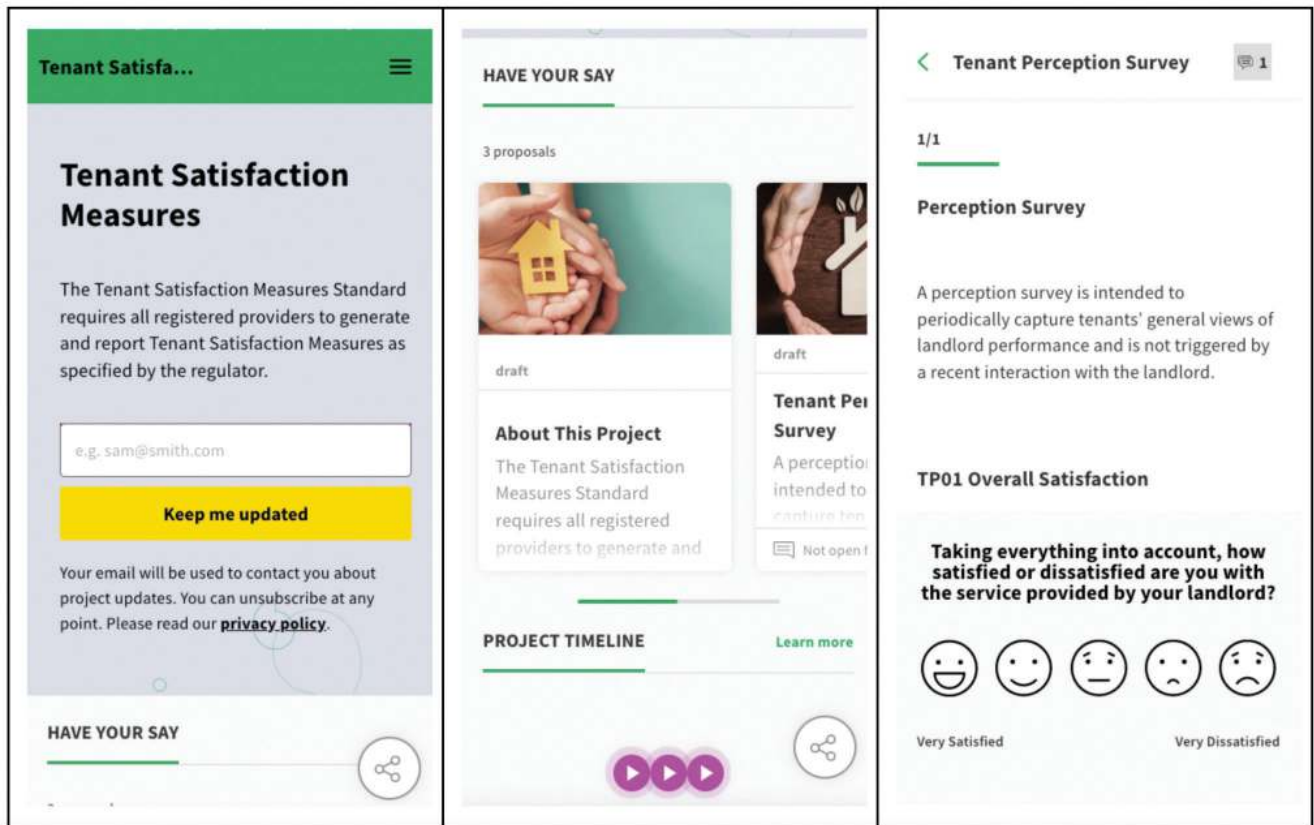 Tenant Satisfa...
Tenant Satisfaction
Measures
The Tenant Satisfaction Measures Standard
requires all registered providers to generate
and report Tenant Satisfaction Measures as
specified by the regulator.
e.g. sam@smith.com
Keep me updated
Your email will be used to contact you about
project updates. You can unsubscribe at any
point. Please read our privacy policy.
HAVE YOUR SAY
HAVE YOUR SAY
3 proposals
draft
About This Project
The Tenant Satisfaction
Measures Standard
requires all registered
providers to generate and
draft
Tenant Per
Survey
A perception
intended to
capture ten
Not open f
PROJECT TIMELINE
Learn more
Tenant Perception Survey
1
1/1
Perception Survey
A perception survey is intended to
periodically capture tenants' general views of
landlord performance and is not triggered by
a recent interaction with the landlord.
TP01 Overall Satisfaction
Taking everything into account, how
satisfied or dissatisfied are you with
the service provided by your landlord?
Very Satisfied
Very Dissatisfied